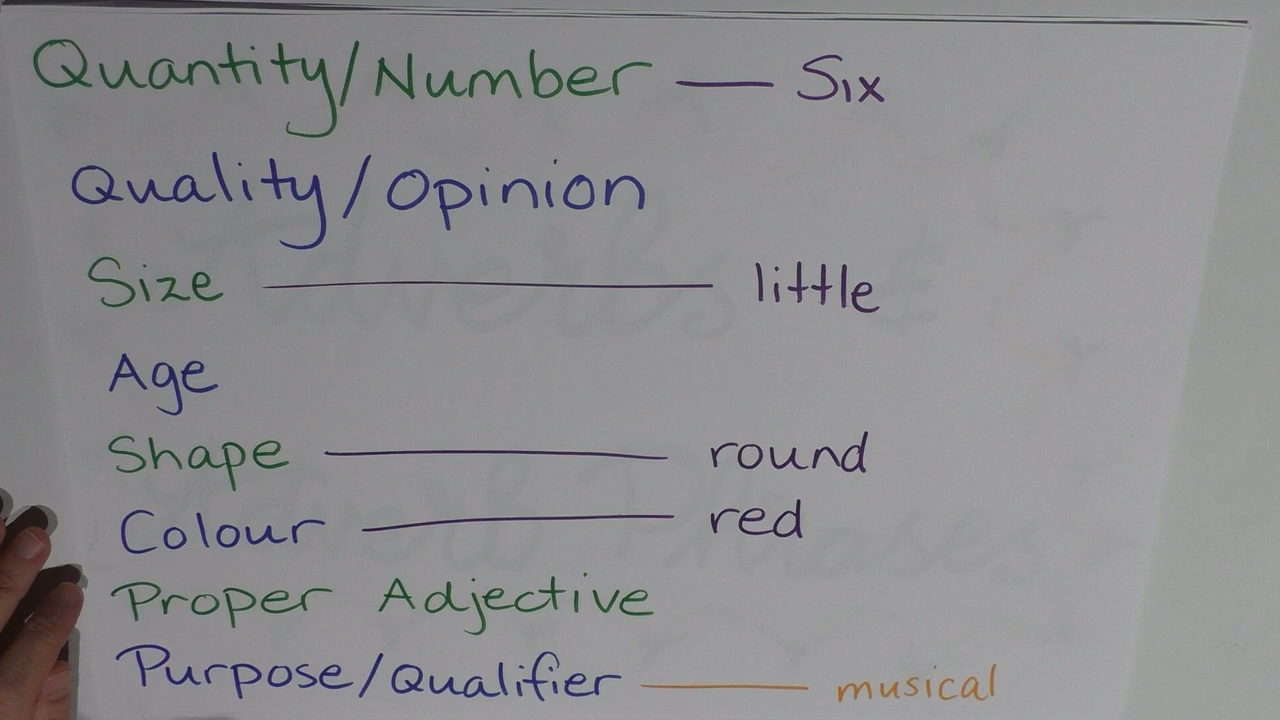 Quantity/Number — Six
Quality/Opinion
Size — little
Age
Shape — round
Colour — red
Proper Adjective
Purpose/Qualifier — musical